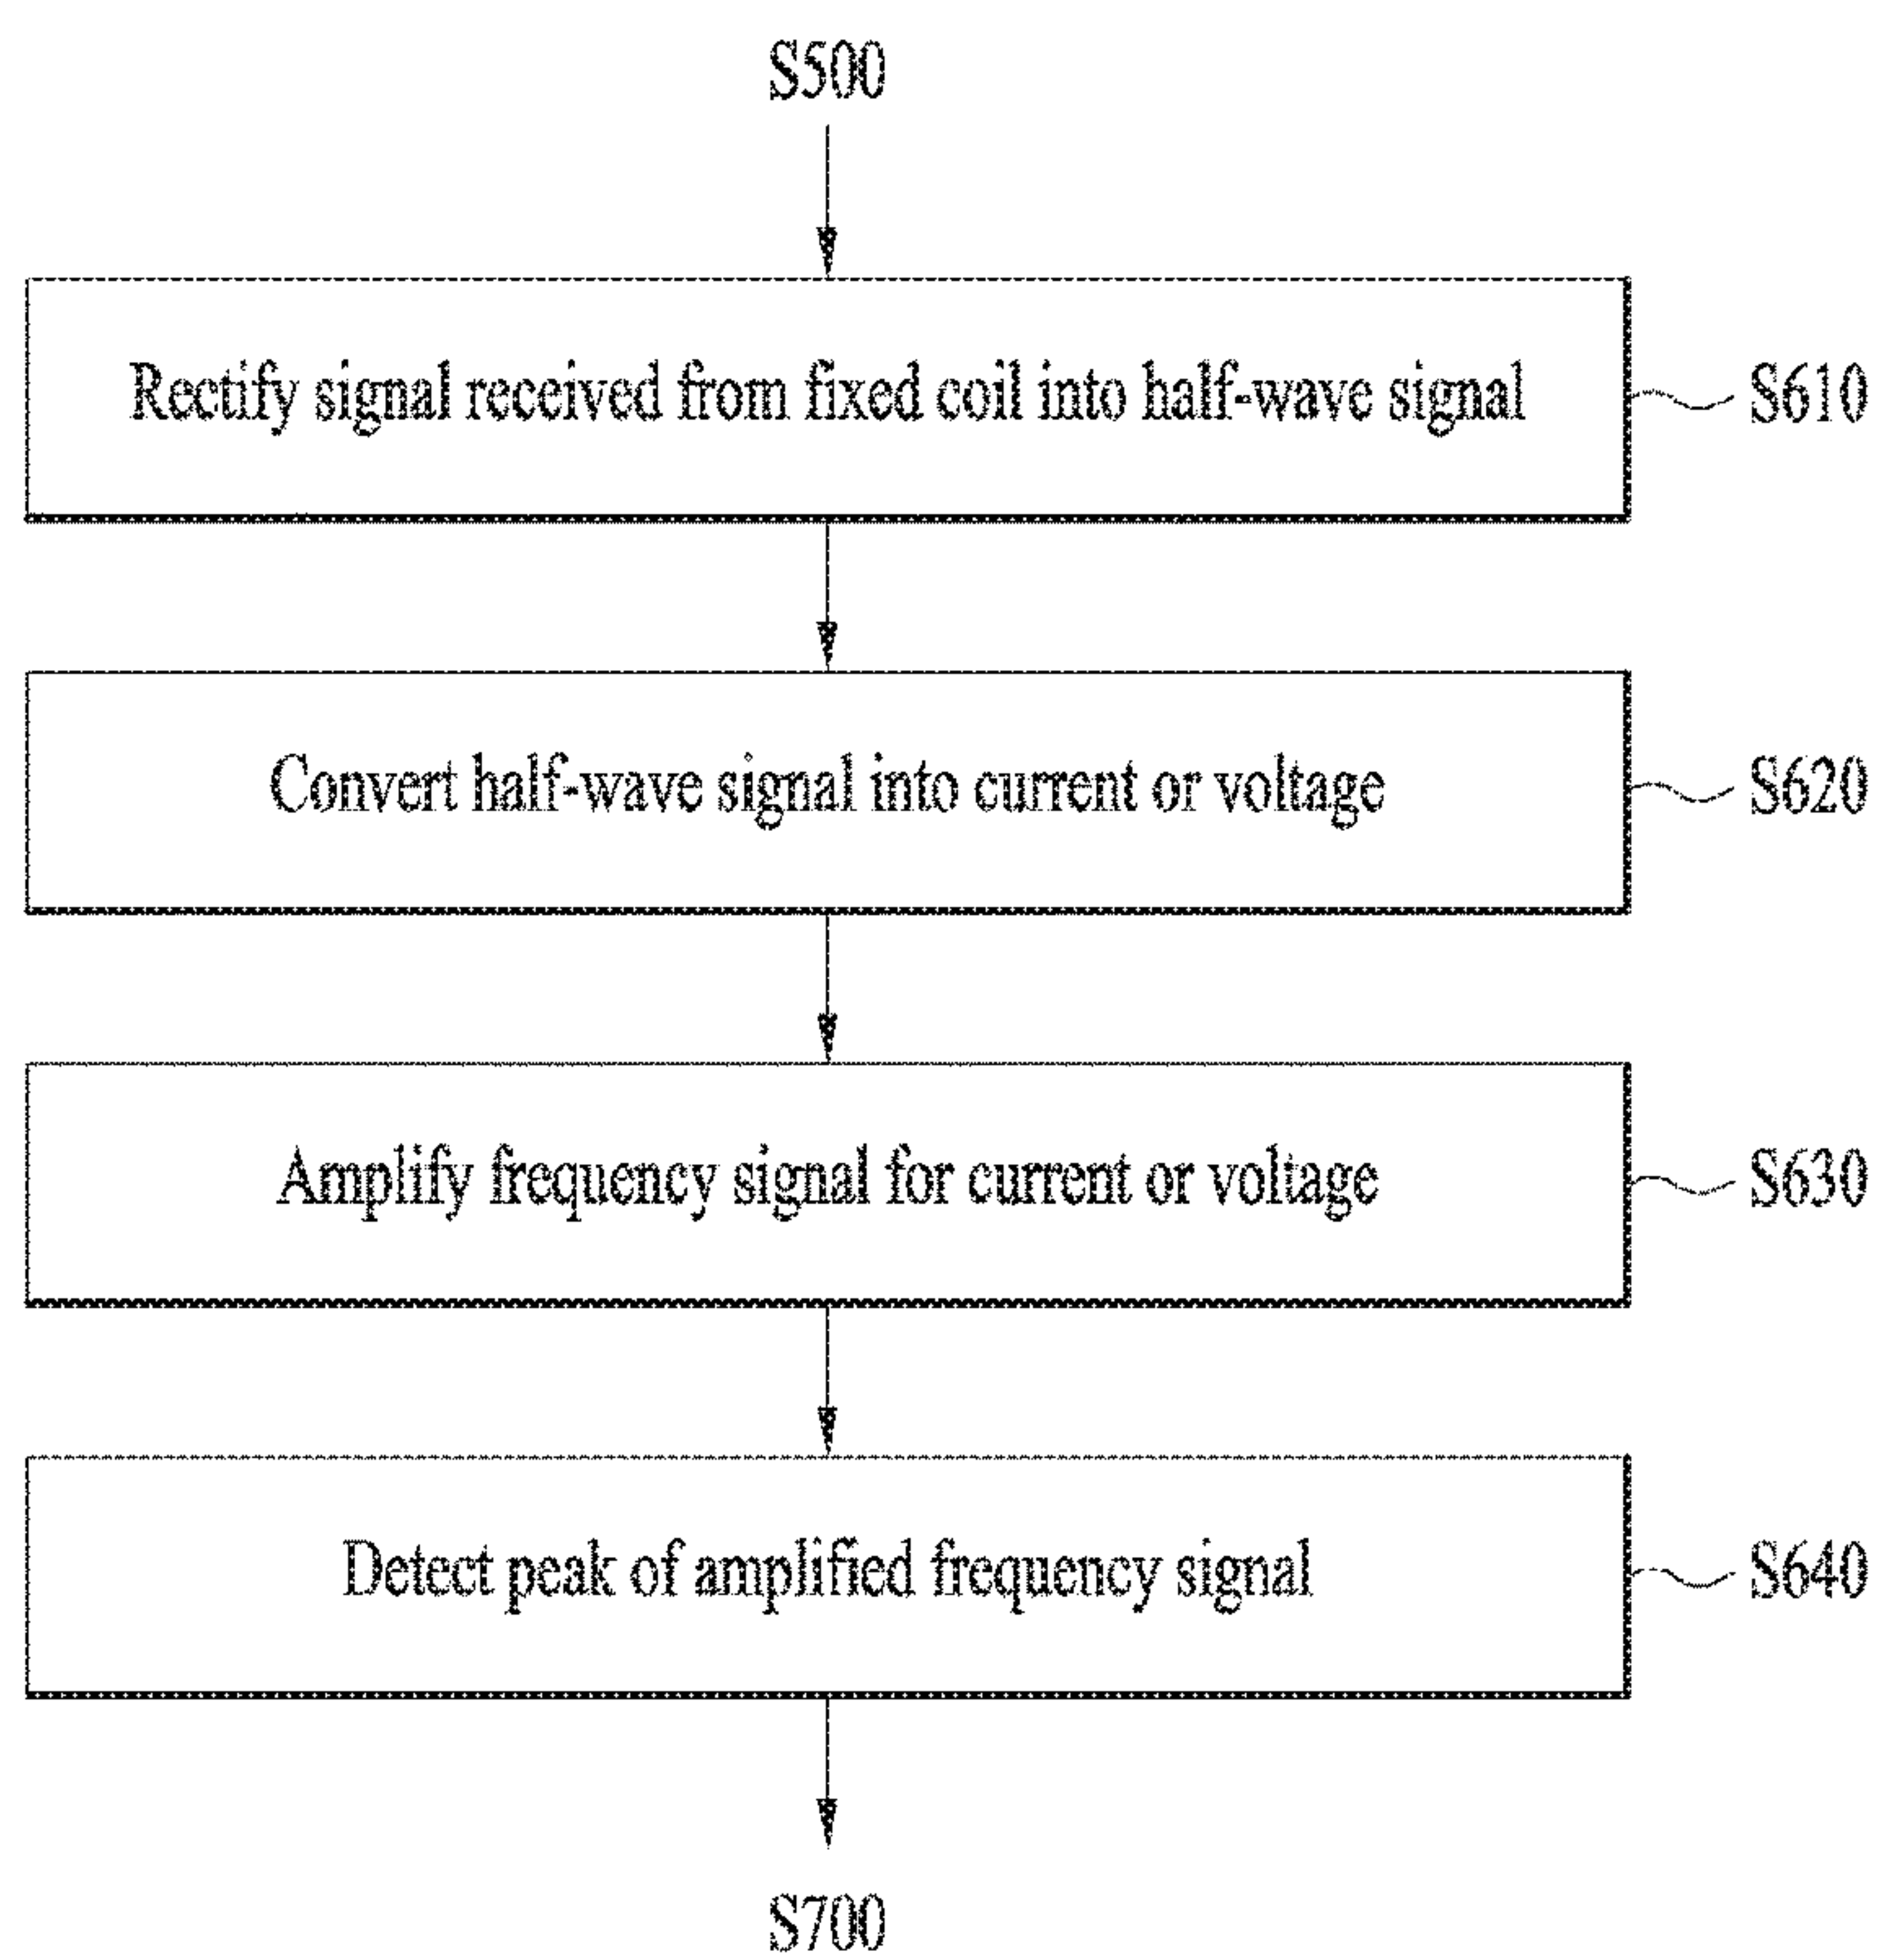 S500
Rectify signal received from fixed coil into half-wave signal
S610
Convert half-wave signal into current or voltage
S620
Amplify frequency signal for current or voltage
S630
Detect peak of amplified frequency signal
S640
S700